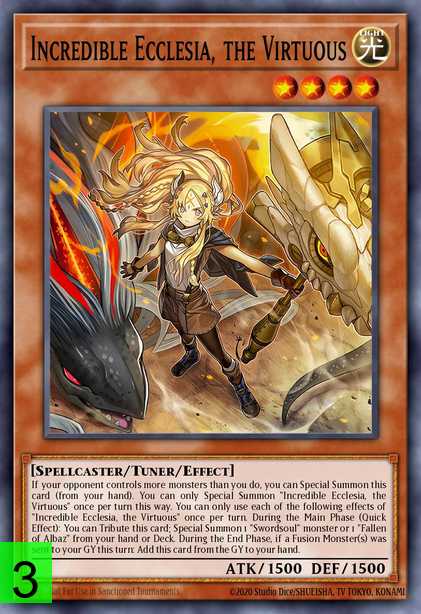 Incredible Ecclesia, the Virtuous
LIGHT
光
[Spellcaster/Tuner/Effect]
If your opponent controls more monsters than you do, you can Special Summon this
card (from your hand). You can only Special Summon "Incredible Ecclesia, the
Virtuous" once per turn this way. You can only use each of the following effects of
"Incredible Ecclesia, the Virtuous" once per turn. During the Main Phase (Quick
Effect): You can Tribute this card; Special Summon 1 "Swordsoul" monster or 1 "Fallen
of Albaz" from your hand or Deck. During the End Phase, if a Fusion Monster(s) was
sent to your GY this turn: Add this card from the GY to your hand.
ATK/1500 DEF/1500
3
For Use in Sanctioned Tournaments
©2020 Studio Dice/SHUEISHA, TV TOKYO, KONAMI